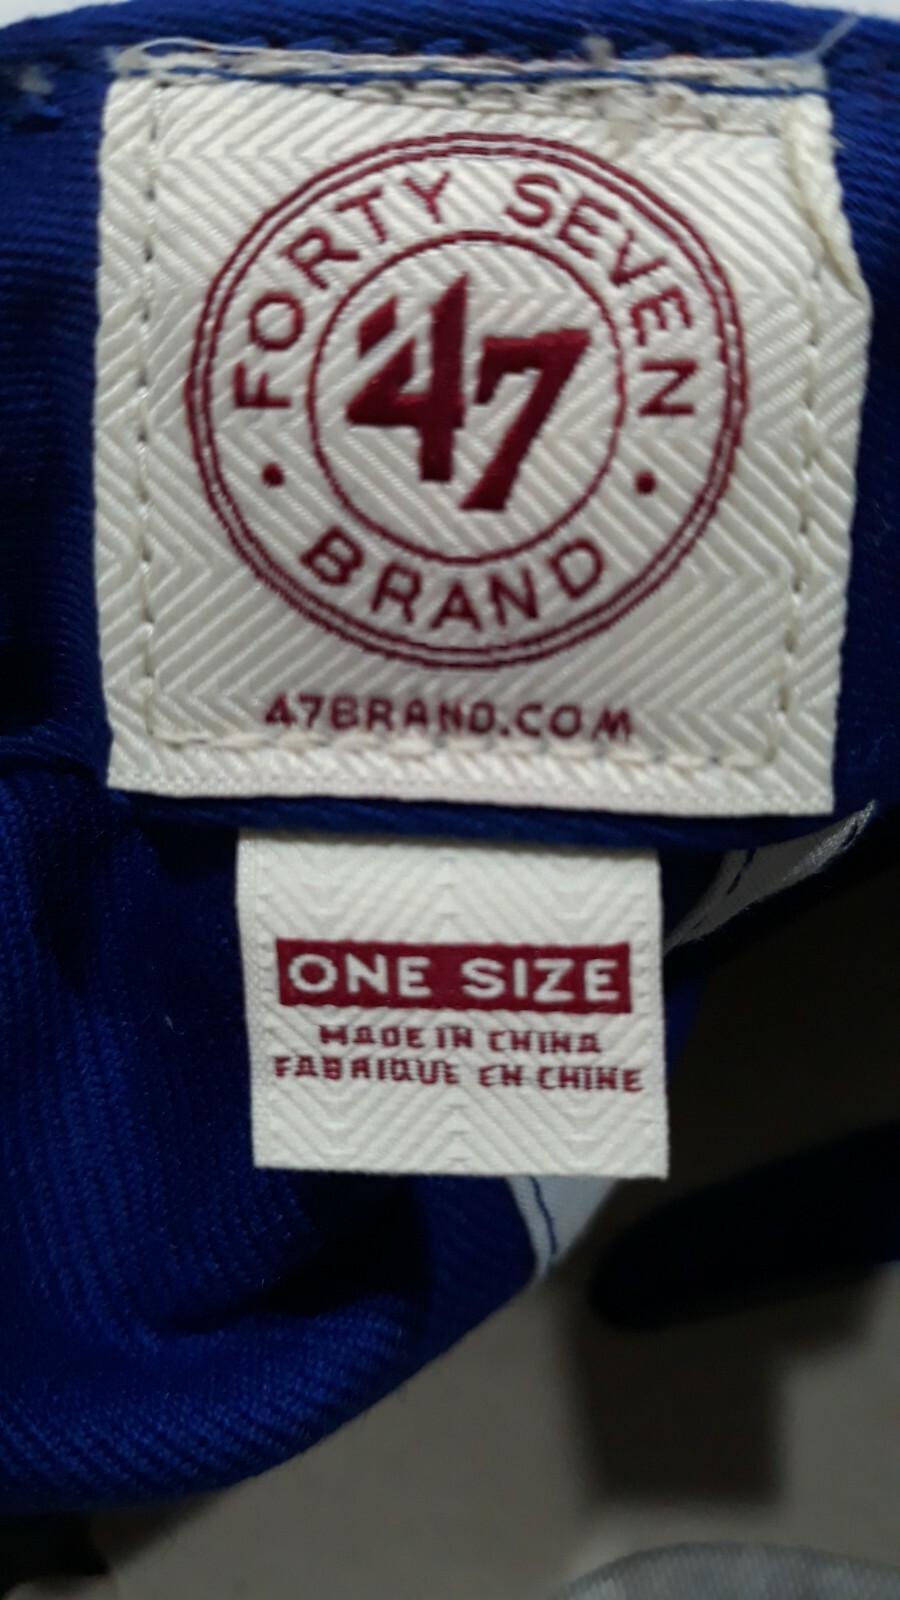 FORTY SEVEN
47
BRAND
47BRAND.COM
ONE SIZE
MADE IN CHINA
FABRIQUE EN CHINE